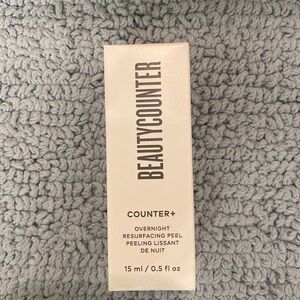 BEAUTYCOUNTER
COUNTER+
OVERNIGHT
RESURFACING PEEL
PEELING LISSANT
DE NUIT
15 ml / 0.5 fl oz